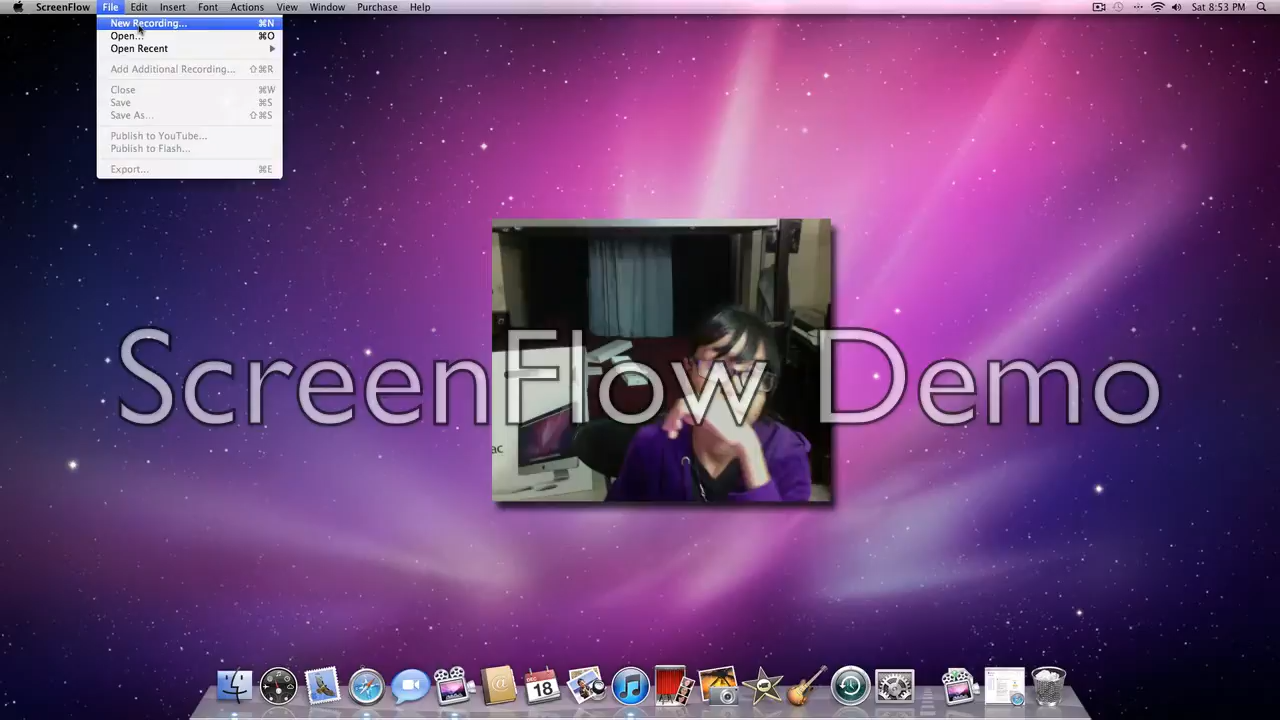 ScreenFlow File Edit Insert Font Actions View Window Purchase Help Sat 8:53 PM
New Recording... ⌘N
Open... ⌘O
Open Recent
Add Additional Recording... ⇧⌘R
Close ⌘W
Save ⌘S
Save As... ⇧⌘S
Publish to YouTube...
Publish to Flash...
Export... ⌘E
ScreenFlow Demo
ac
18